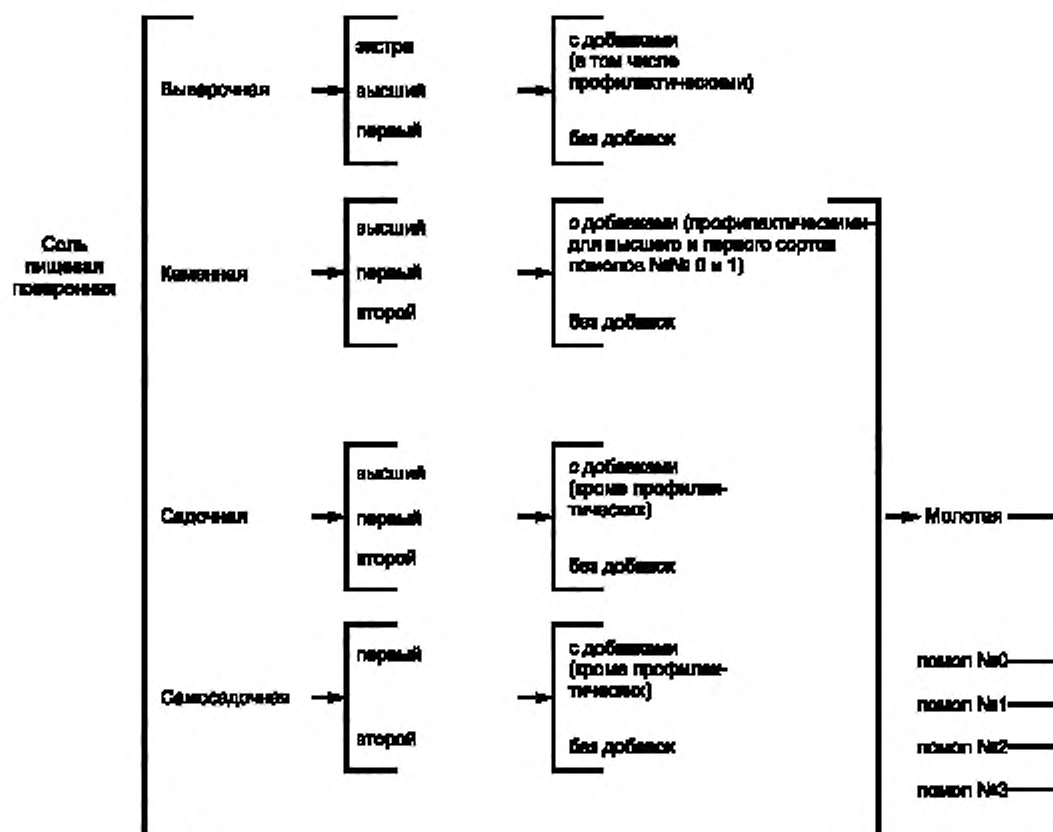 Соль
пищевая
поваренная
Выварочная
экстра
высший
первый
с добавками
(в том числе
профилактическими)
без добавок
Каменная
высший
первый
второй
с добавками (профилактическими-
для высшего и первого сортов
помолов №№ 0 и 1)
без добавок
Садочная
высший
первый
второй
с добавками
(кроме профилак-
тических)
без добавок
Самосадочная
первый
второй
с добавками
(кроме профилак-
тических)
без добавок
Молотая
помол №0
помол №1
помол №2
помол №3